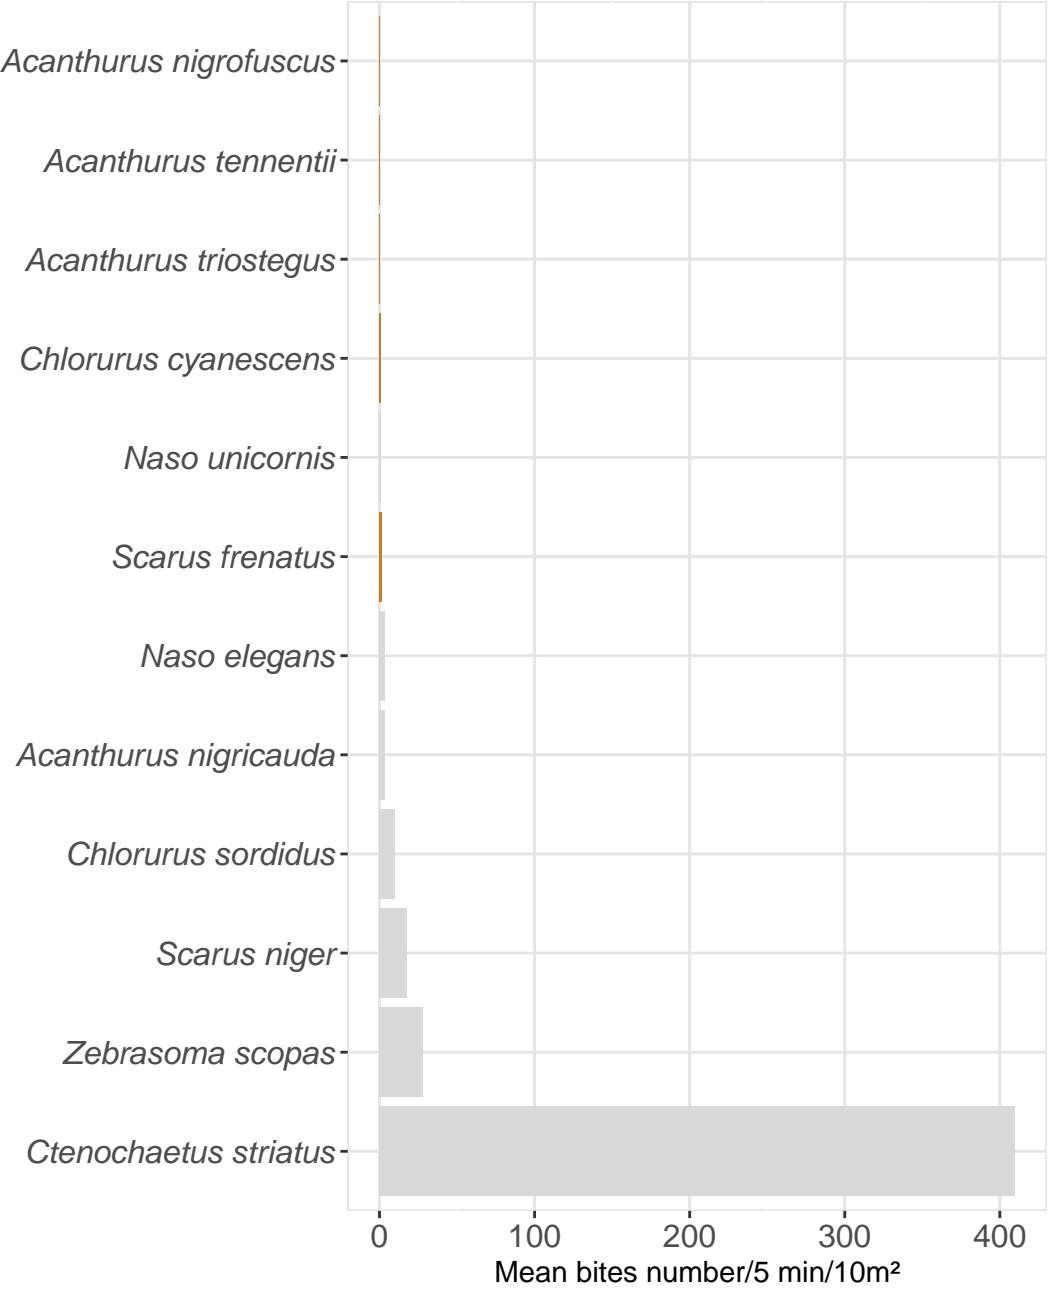 Acanthurus nigrofuscus
Acanthurus tennentii
Acanthurus triostegus
Chlorurus cyanescens
Naso unicornis
Scarus frenatus
Naso elegans
Acanthurus nigricauda
Chlorurus sordidus
Scarus niger
Zebrasoma scopas
Ctenochaetus striatus
0 100 200 300 400
Mean bites number/5 min/10m²